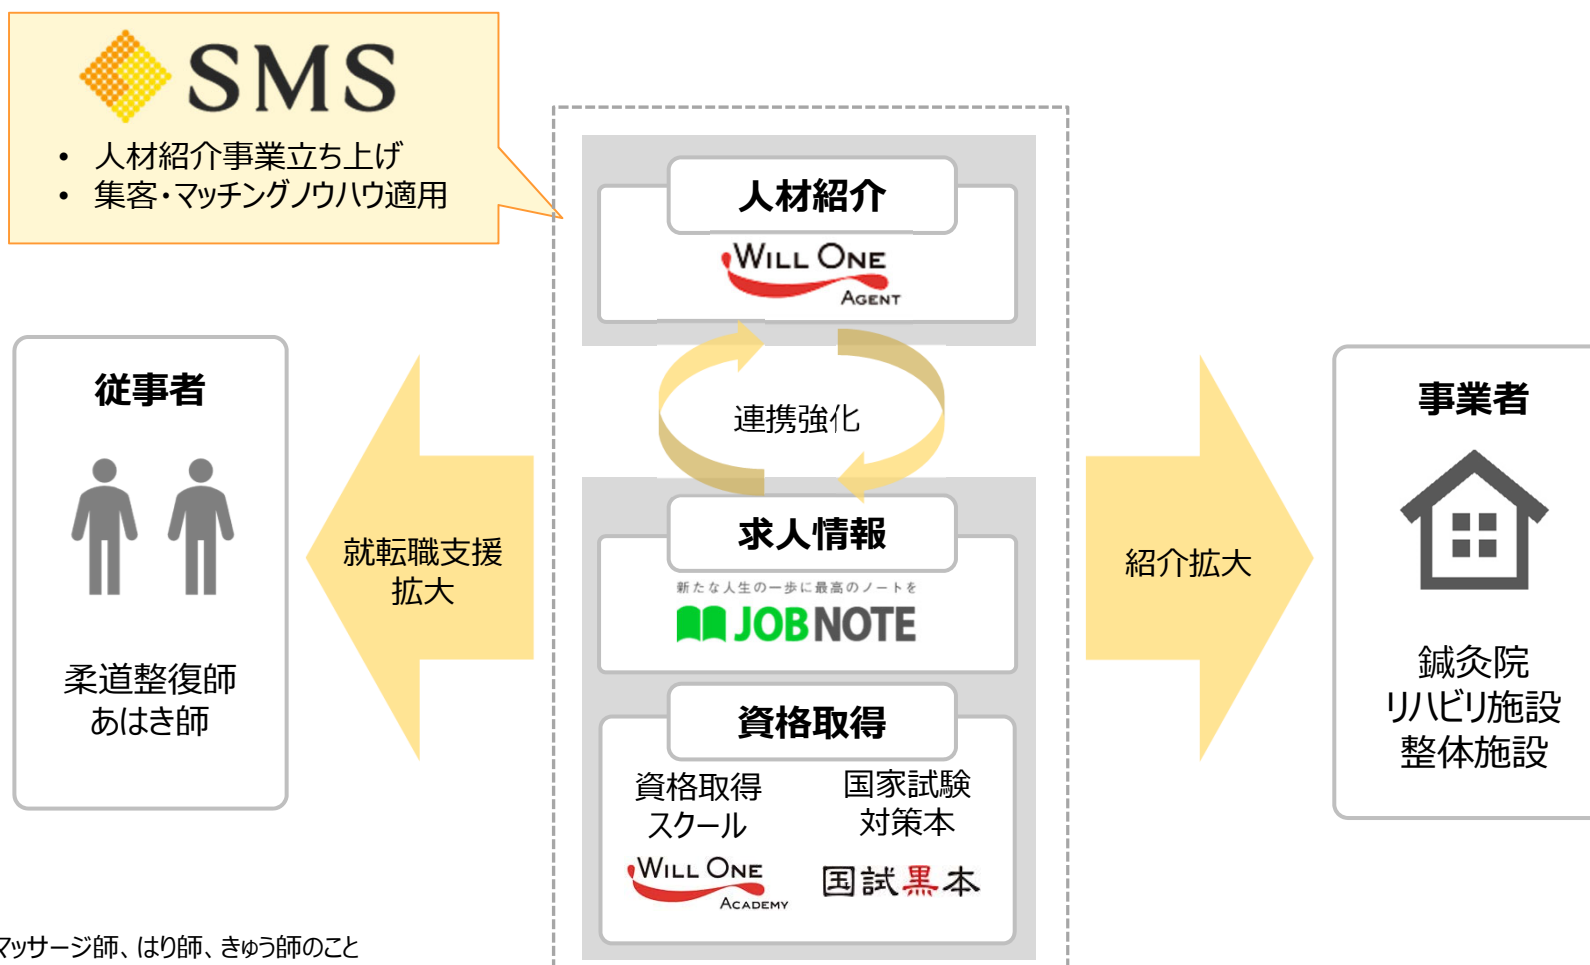 SMS
• 人材紹介事業立ち上げ
• 集客・マッチングノウハウ適用
人材紹介
WILL ONE
AGENT
連携強化
求人情報
新たな人生の一歩に最高のノートを
JOB NOTE
資格取得
資格取得
スクール
WILL ONE
ACADEMY
国家試験
対策本
国試黒本
従事者
柔道整復師
あはき師
就転職支援
拡大
紹介拡大
事業者
鍼灸院
リハビリ施設
整体施設
マッサージ師、はり師、きゅう師のこと